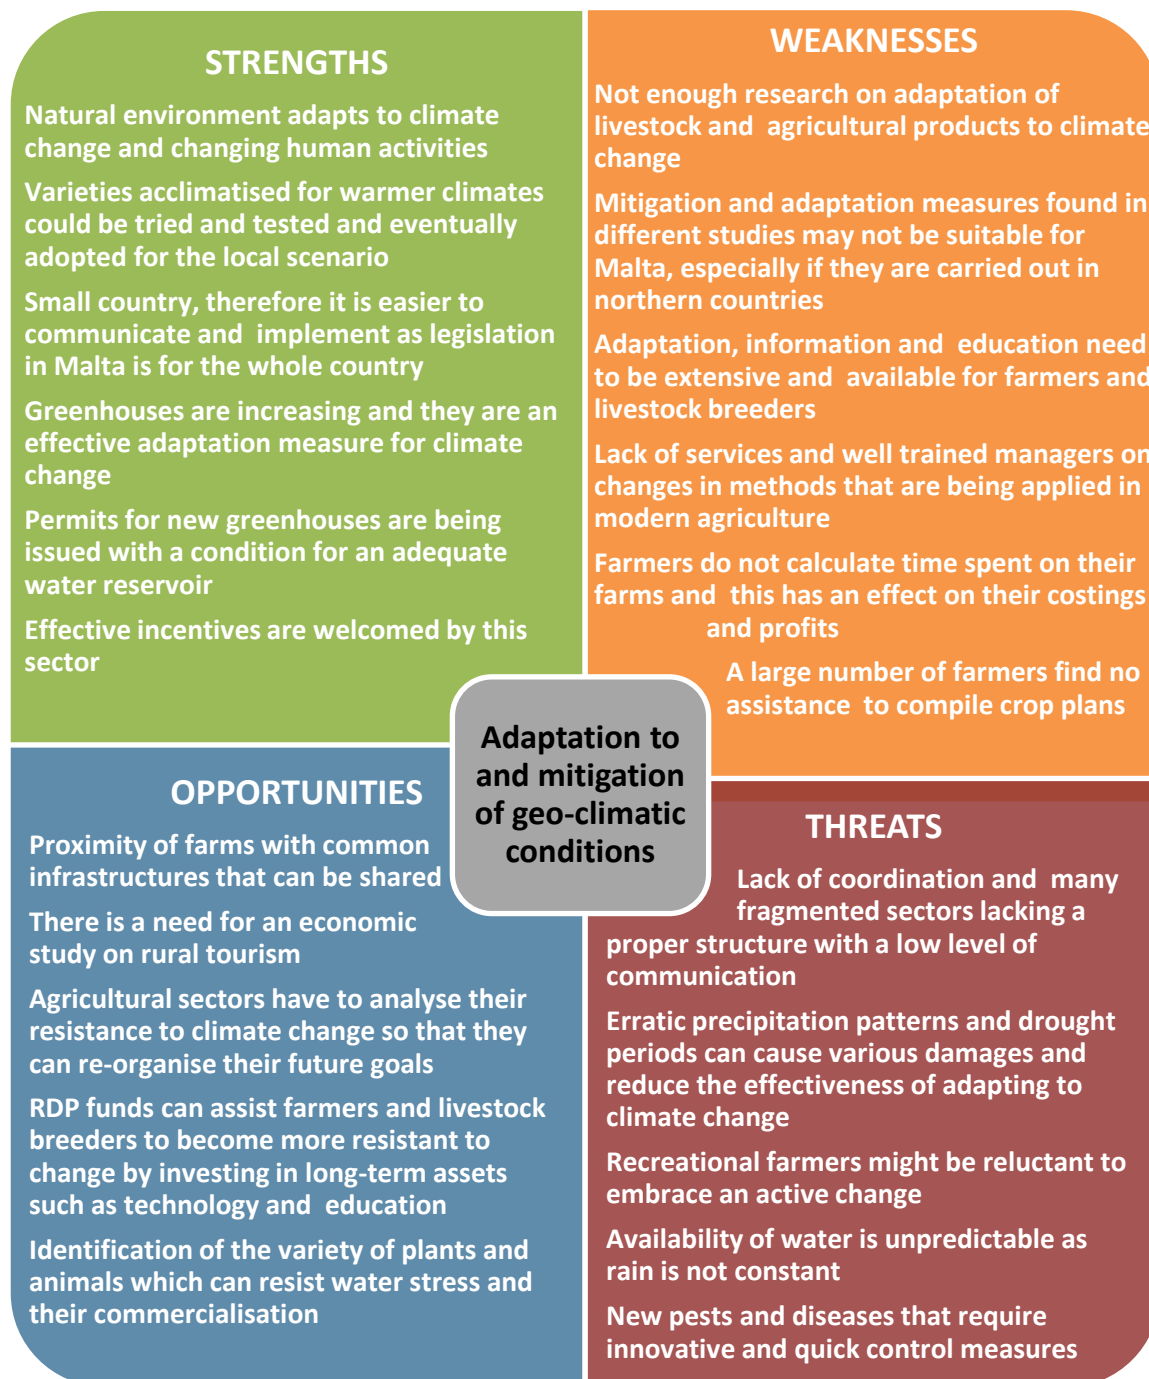 STRENGTHS
Natural environment adapts to climate
change and changing human activities
Varieties acclimatised for warmer climates
could be tried and tested and eventually
adopted for the local scenario
Small country, therefore it is easier to
communicate and implement as legislation
in Malta is for the whole country
Greenhouses are increasing and they are an
effective adaptation measure for climate
change
Permits for new greenhouses are being
issued with a condition for an adequate
water reservoir
Effective incentives are welcomed by this
sector
WEAKNESSES
Not enough research on adaptation of
livestock and agricultural products to climate
change
Mitigation and adaptation measures found in
different studies may not be suitable for
Malta, especially if they are carried out in
northern countries
Adaptation, information and education need
to be extensive and available for farmers and
livestock breeders
Lack of services and well trained managers on
changes in methods that are being applied in
modern agriculture
Farmers do not calculate time spent on their
farms and this has an effect on their costings
and profits
A large number of farmers find no
assistance to compile crop plans
Adaptation to
and mitigation
of geo-climatic
conditions
OPPORTUNITIES
Proximity of farms with common
infrastructures that can be shared
There is a need for an economic
study on rural tourism
Agricultural sectors have to analyse their
resistance to climate change so that they
can re-organise their future goals
RDP funds can assist farmers and livestock
breeders to become more resistant to
change by investing in long-term assets
such as technology and education
Identification of the variety of plants and
animals which can resist water stress and
their commercialisation
THREATS
Lack of coordination and many
fragmented sectors lacking a
proper structure with a low level of
communication
Erratic precipitation patterns and drought
periods can cause various damages and
reduce the effectiveness of adapting to
climate change
Recreational farmers might be reluctant to
embrace an active change
Availability of water is unpredictable as
rain is not constant
New pests and diseases that require
innovative and quick control measures